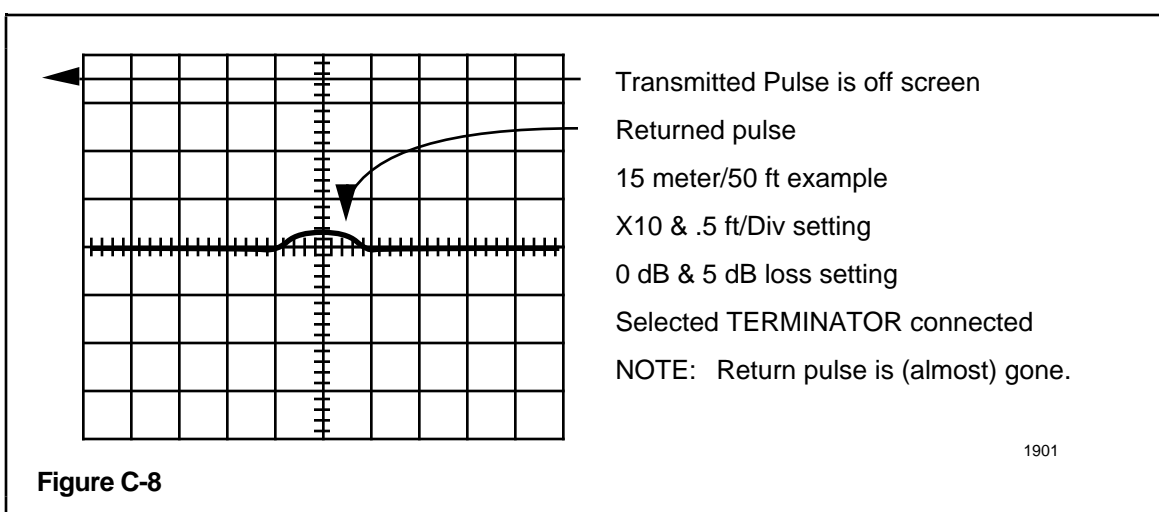 Transmitted Pulse is off screen
Returned pulse
15 meter/50 ft example
X10 & .5 ft/Div setting
0 dB & 5 dB loss setting
Selected TERMINATOR connected
NOTE: Return pulse is (almost) gone.
1901
Figure C-8